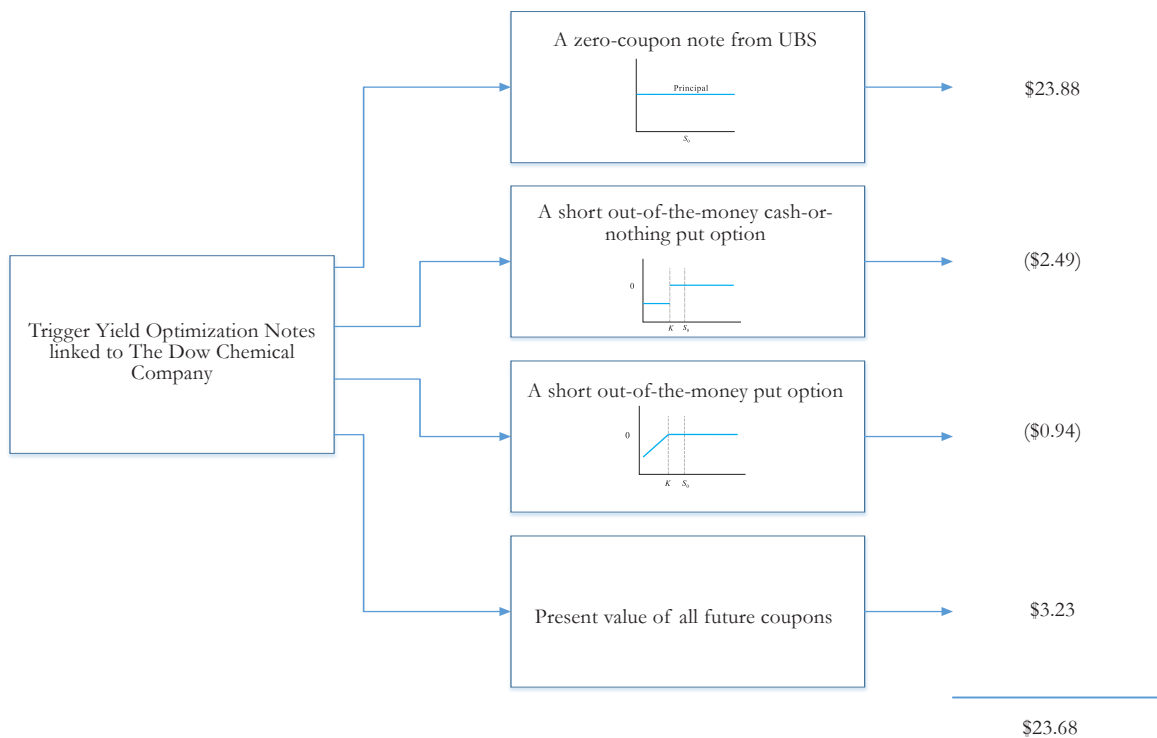 A zero-coupon note from UBS
Principal
S₀
$23.88
A short out-of-the-money cash-or-
nothing put option
0
K
S₀
($2.49)
Trigger Yield Optimization Notes
linked to The Dow Chemical
Company
A short out-of-the-money put option
0
K
S₀
($0.94)
Present value of all future coupons
$3.23
$23.68